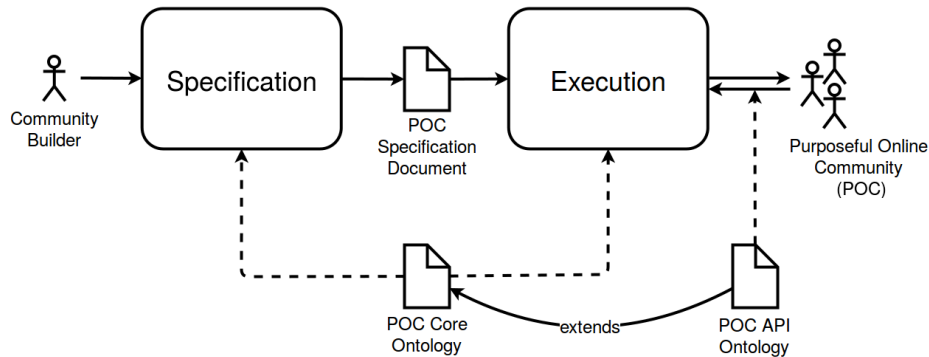 Specification
Execution
Community
Builder
POC
Specification
Document
Purposeful Online
Community
(POC)
POC Core
Ontology
extends
POC API
Ontology